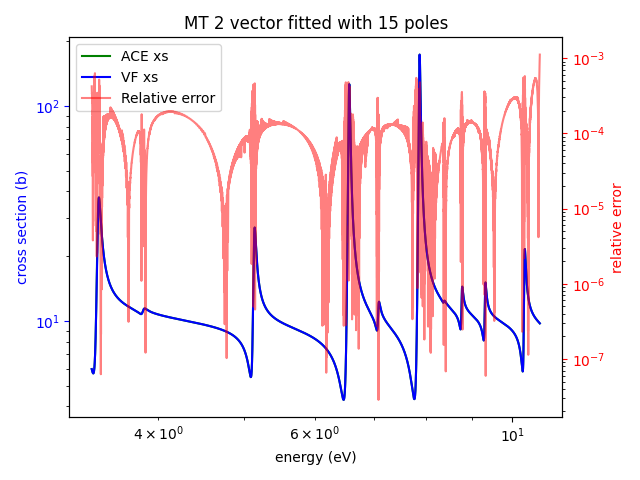 MT 2 vector fitted with 15 poles
ACE xs
VF xs
Relative error
10²
10¹
cross section (b)
10⁻³
10⁻⁴
10⁻⁵
10⁻⁶
10⁻⁷
relative error
4 × 10⁰
6 × 10⁰
10¹
energy (eV)